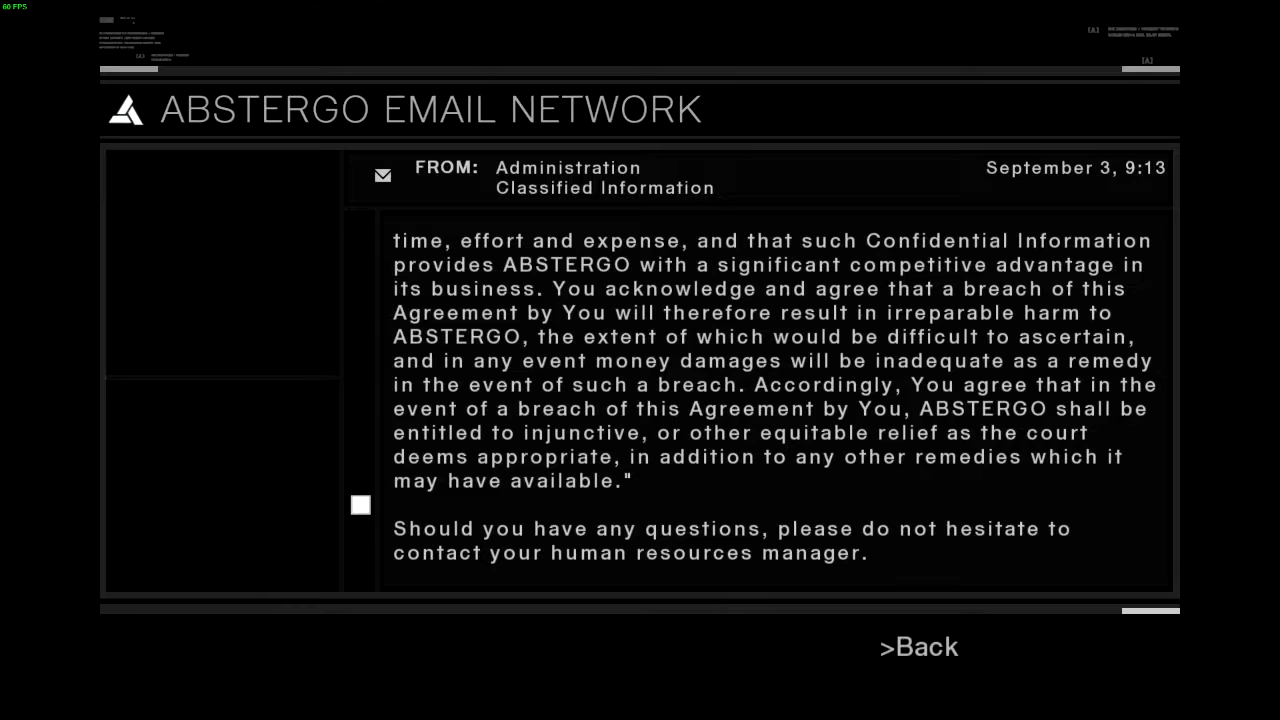 60 FPS
ABSTERGO EMAIL NETWORK
FROM: Administration
September 3, 9:13
Classified Information
time, effort and expense, and that such Confidential Information
provides ABSTERGO with a significant competitive advantage in
its business. You acknowledge and agree that a breach of this
Agreement by You will therefore result in irreparable harm to
ABSTERGO, the extent of which would be difficult to ascertain,
and in any event money damages will be inadequate as a remedy
in the event of such a breach. Accordingly, You agree that in the
event of a breach of this Agreement by You, ABSTERGO shall be
entitled to injunctive, or other equitable relief as the court
deems appropriate, in addition to any other remedies which it
may have available."
Should you have any questions, please do not hesitate to
contact your human resources manager.
>Back